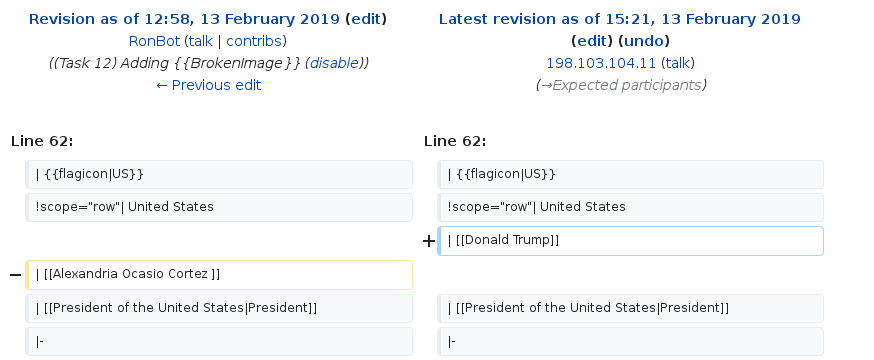 Revision as of 12:58, 13 February 2019 (edit)
RonBot (talk | contribs)
((Task 12) Adding {{BrokenImage}} (disable))
← Previous edit
Latest revision as of 15:21, 13 February 2019
(edit) (undo)
198.103.104.11 (talk)
(→Expected participants)
Line 62:
Line 62:
| {{flagicon|US}}
| {{flagicon|US}}
!scope="row"| United States
!scope="row"| United States
+ | [[Donald Trump]]
− | [[Alexandria Ocasio Cortez ]]
| [[President of the United States|President]]
| [[President of the United States|President]]
|-
|-